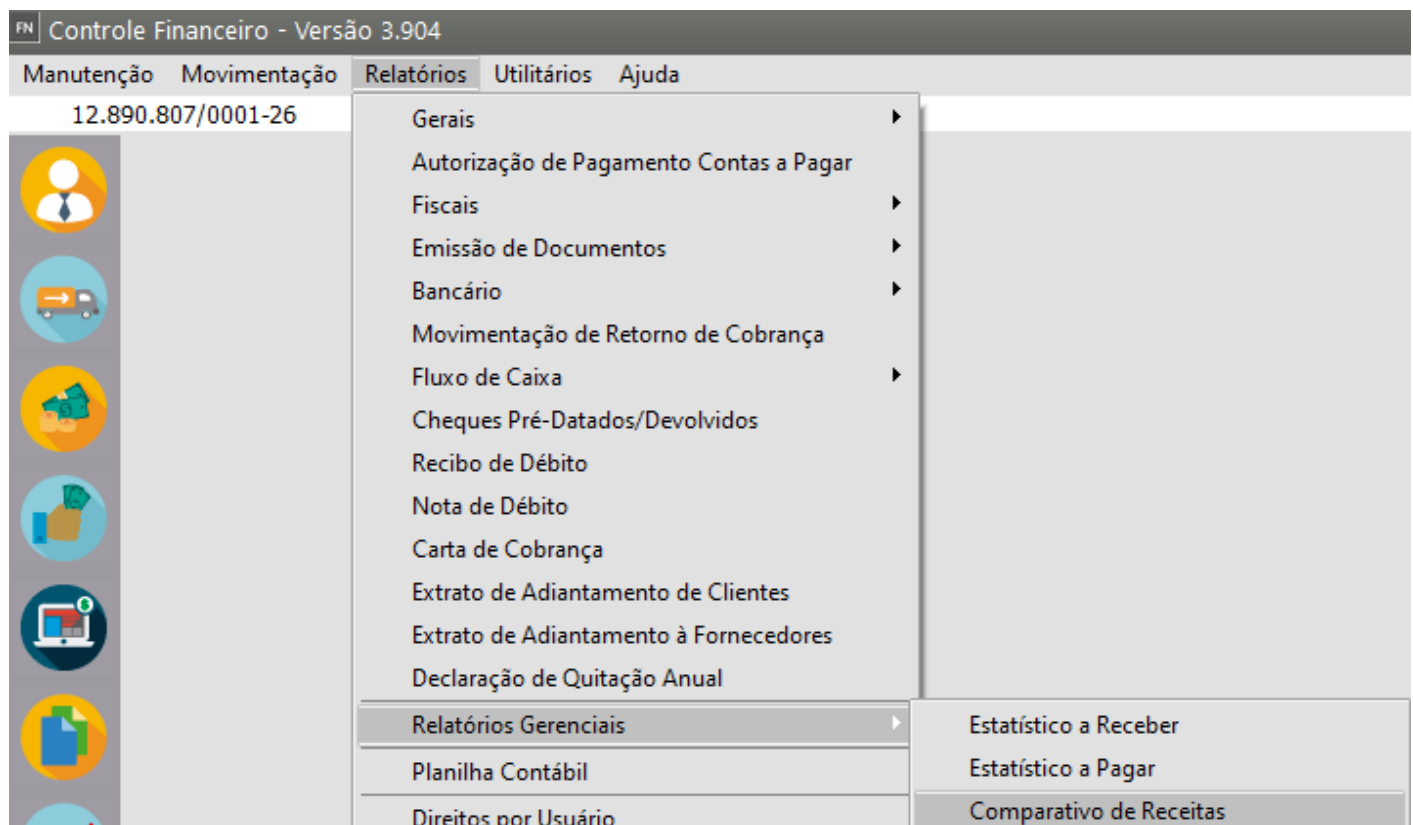 FN Controle Financeiro - Versão 3.904
Manutenção Movimentação Relatórios Utilitários Ajuda
12.890.807/0001-26
Gerais
Autorização de Pagamento Contas a Pagar
Fiscais
Emissão de Documentos
Bancário
Movimentação de Retorno de Cobrança
Fluxo de Caixa
Cheques Pré-Datados/Devolvidos
Recibo de Débito
Nota de Débito
Carta de Cobrança
Extrato de Adiantamento de Clientes
Extrato de Adiantamento à Fornecedores
Declaração de Quitação Anual
Relatórios Gerenciais
Estatístico a Receber
Planilha Contábil
Estatístico a Pagar
Direitos por Usuário
Comparativo de Receitas